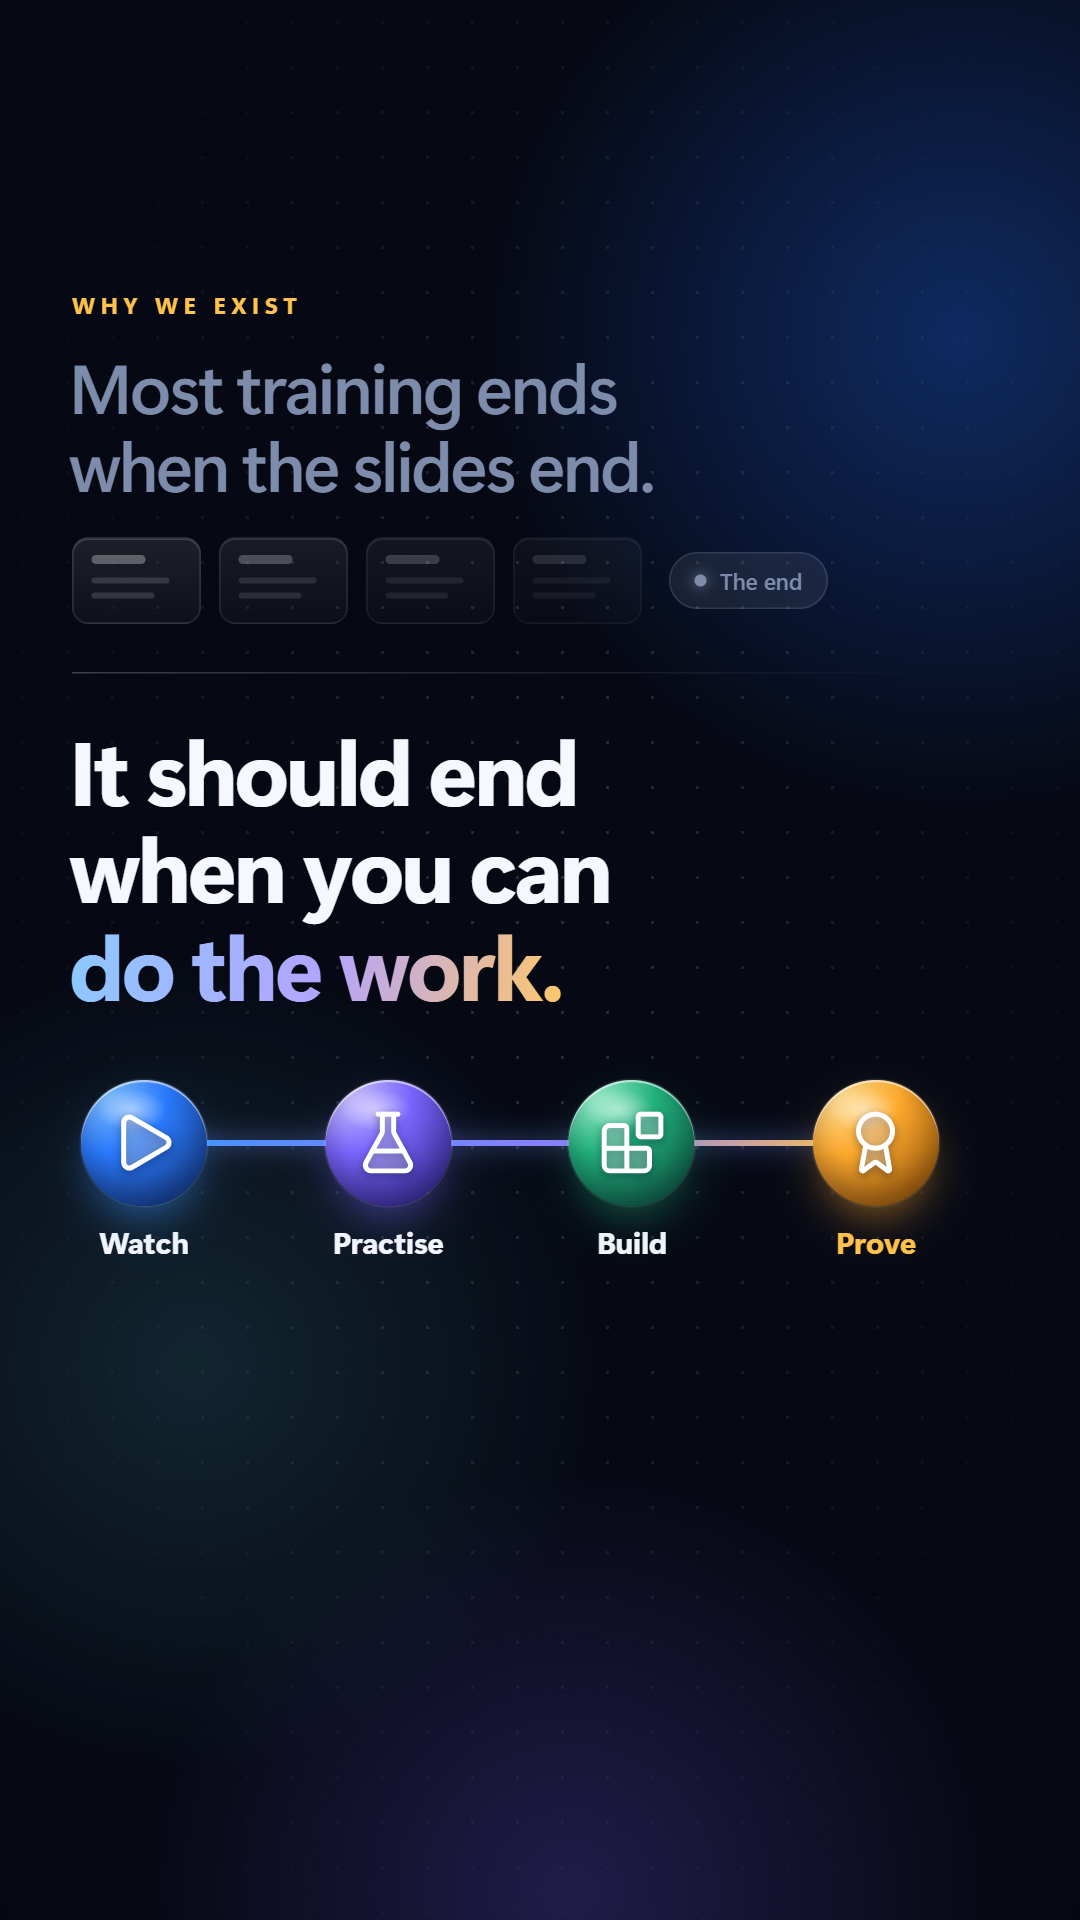 WHY WE EXIST
Most training ends
when the slides end.
The end
It should end
when you can
do the work.
Watch
Practise
Build
Prove